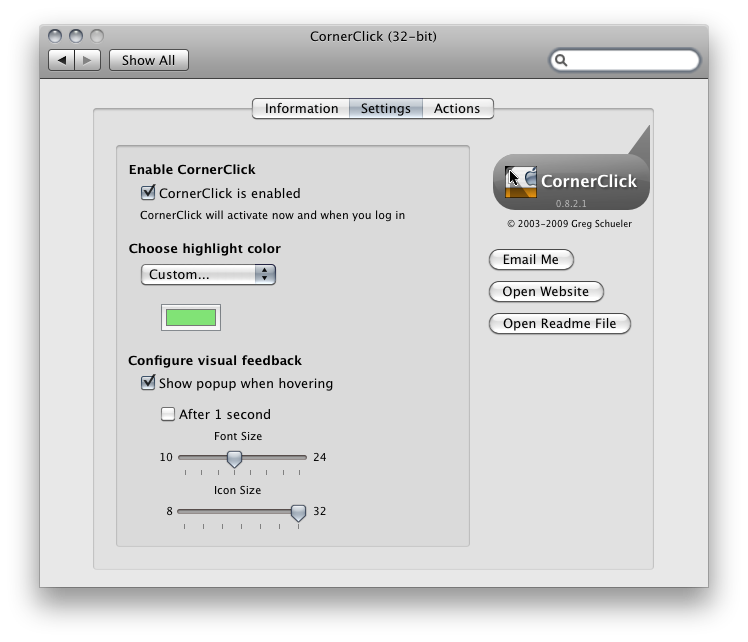 CornerClick (32-bit)
Show All
Information Settings Actions
Enable CornerClick
CornerClick is enabled
CornerClick will activate now and when you log in
Choose highlight color
Custom...
Configure visual feedback
Show popup when hovering
After 1 second
Font Size
10 24
Icon Size
8 32
CornerClick
0.8.2.1
© 2003-2009 Greg Schueler
Email Me
Open Website
Open Readme File